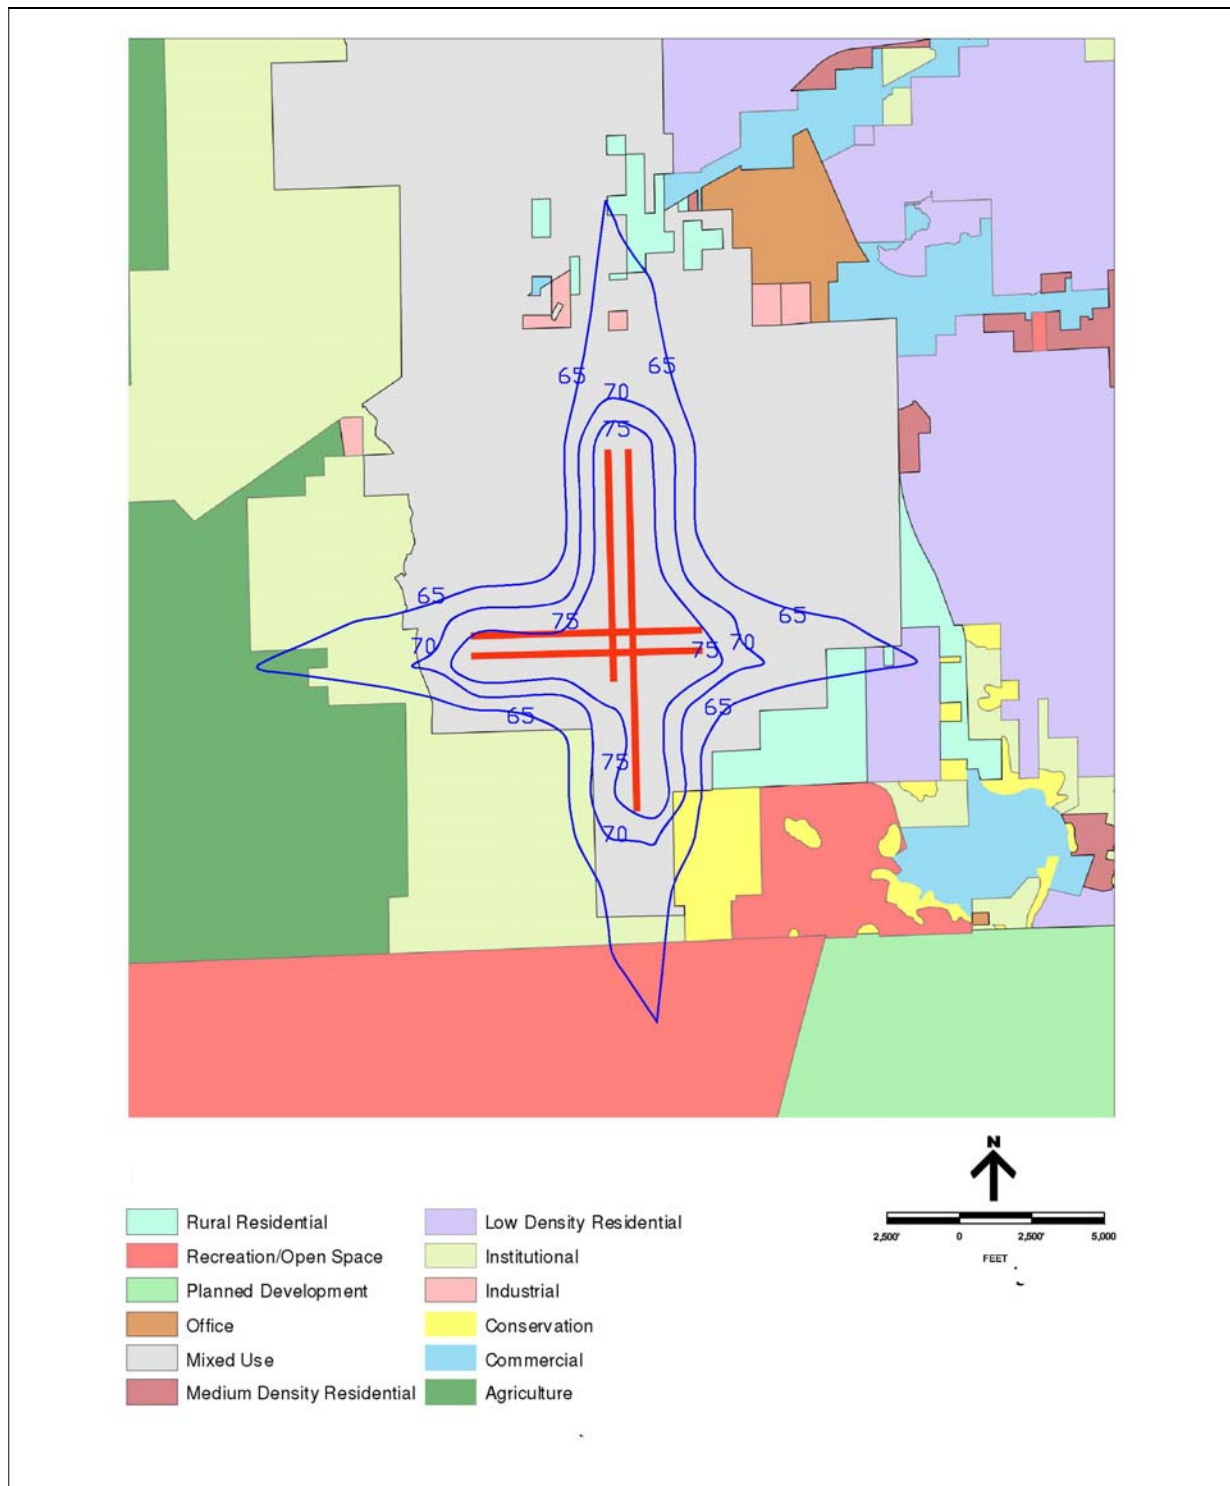 65
65
70
75
65
75
65
70
70
75
65
65
75
70
N
Rural Residential
Low Density Residential
2,500' 0 2,500' 5,000
Recreation/Open Space
Institutional
FEET
Planned Development
Industrial
Office
Conservation
Mixed Use
Commercial
Medium Density Residential
Agriculture